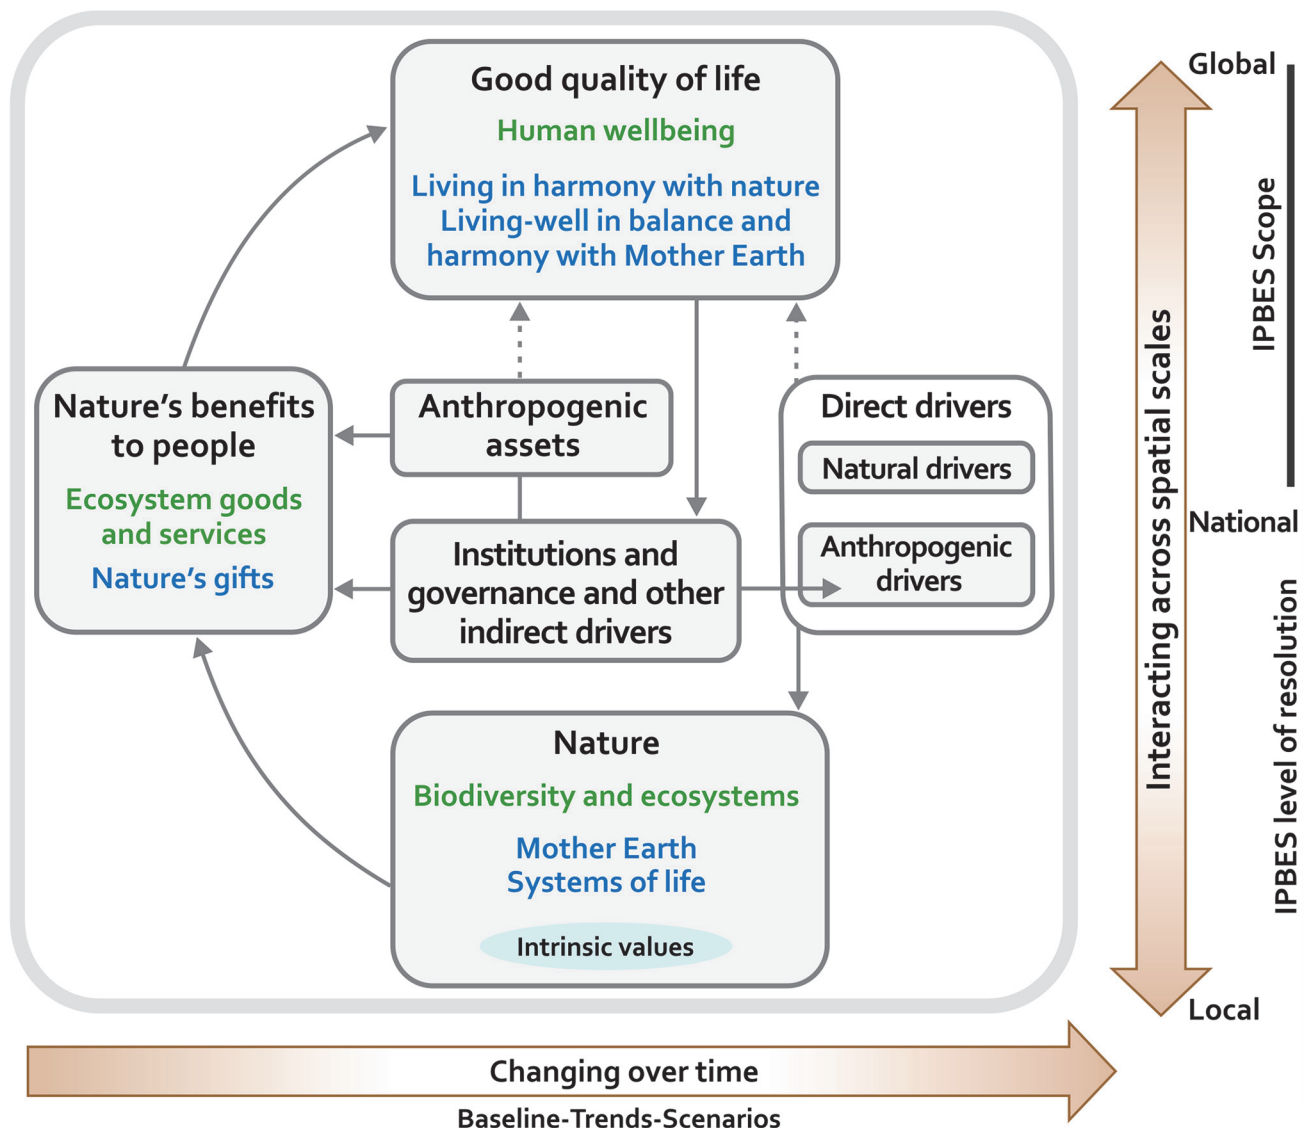 Good quality of life
Human wellbeing
Living in harmony with nature
Living-well in balance and
harmony with Mother Earth
Nature’s benefits
to people
Ecosystem goods
and services
Nature’s gifts
Anthropogenic
assets
Institutions and
governance and other
indirect drivers
Direct drivers
Natural drivers
Anthropogenic
drivers
Nature
Biodiversity and ecosystems
Mother Earth
Systems of life
Intrinsic values
Interacting across spatial scales
Global
IPBES Scope
National
IPBES level of resolution
Local
Changing over time
Baseline-Trends-Scenarios